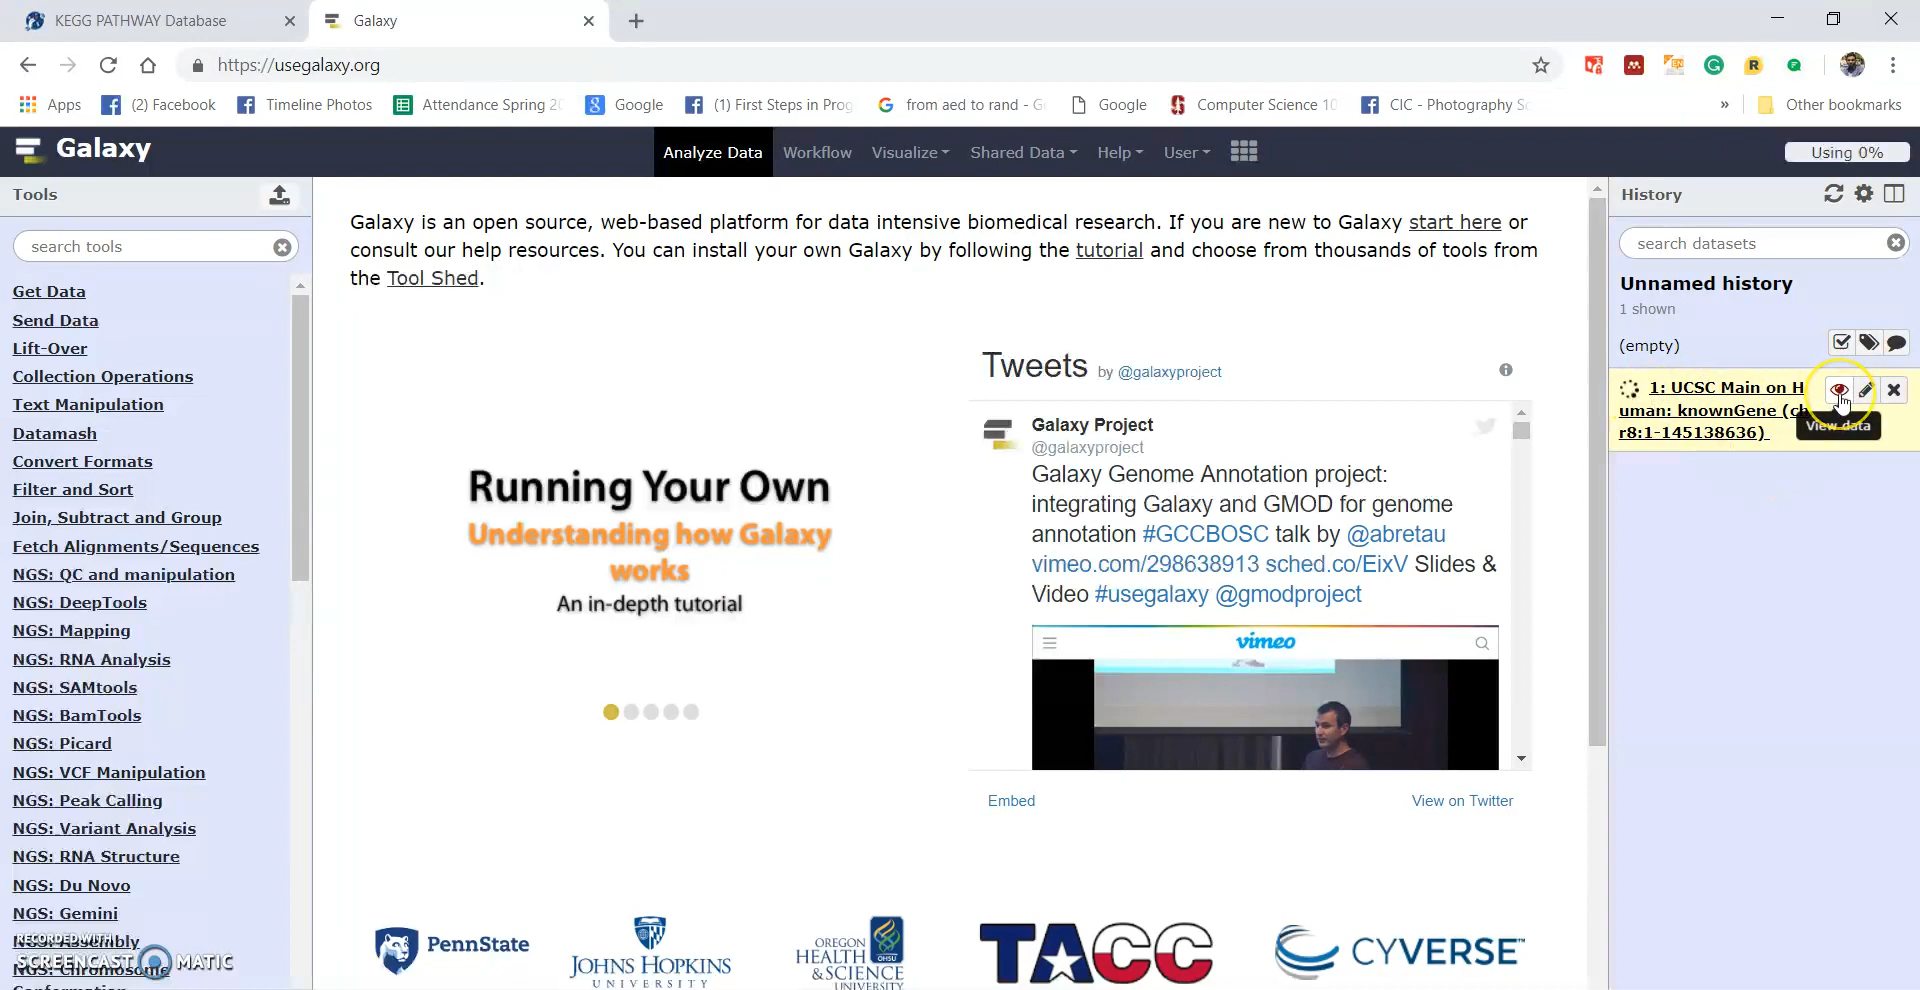 KEGG PATHWAY Database
Galaxy
https://usegalaxy.org
Apps
(2) Facebook
Timeline Photos
Attendance Spring 20
Google
(1) First Steps in Prog
from aed to rand - G
Google
Computer Science 10
CIC - Photography S
»
Other bookmarks
Galaxy
Analyze Data
Workflow
Visualize
Shared Data
Help
User
Using 0%
Tools
search tools
Get Data
Send Data
Lift-Over
Collection Operations
Text Manipulation
Datamash
Convert Formats
Filter and Sort
Join, Subtract and Group
Fetch Alignments/Sequences
NGS: QC and manipulation
NGS: DeepTools
NGS: Mapping
NGS: RNA Analysis
NGS: SAMtools
NGS: BamTools
NGS: Picard
NGS: VCF Manipulation
NGS: Peak Calling
NGS: Variant Analysis
NGS: RNA Structure
NGS: Du Novo
NGS: Gemini
NGS: Assembly
NGS: Chromosome
Conformation
RECORDED WITH
SCREENCAST MATIC
Galaxy is an open source, web-based platform for data intensive biomedical research. If you are new to Galaxy start here or
consult our help resources. You can install your own Galaxy by following the tutorial and choose from thousands of tools from
the Tool Shed.
Running Your Own
Understanding how Galaxy
works
An in-depth tutorial
Tweets by @galaxyproject
Galaxy Project
@galaxyproject
Galaxy Genome Annotation project:
integrating Galaxy and GMOD for genome
annotation #GCCBOSC talk by @abretau
vimeo.com/298638913 sched.co/EixV Slides &
Video #usegalaxy @gmodproject
vimeo
Embed
View on Twitter
PennState
JOHNS HOPKINS
UNIVERSITY
OREGON
HEALTH
& SCIENCE
UNIVERSITY
OHSU
TACC
CYVERSE
History
search datasets
Unnamed history
1 shown
(empty)
1: UCSC Main on H
uman: knownGene (ch
r8:1-145138636)
View data